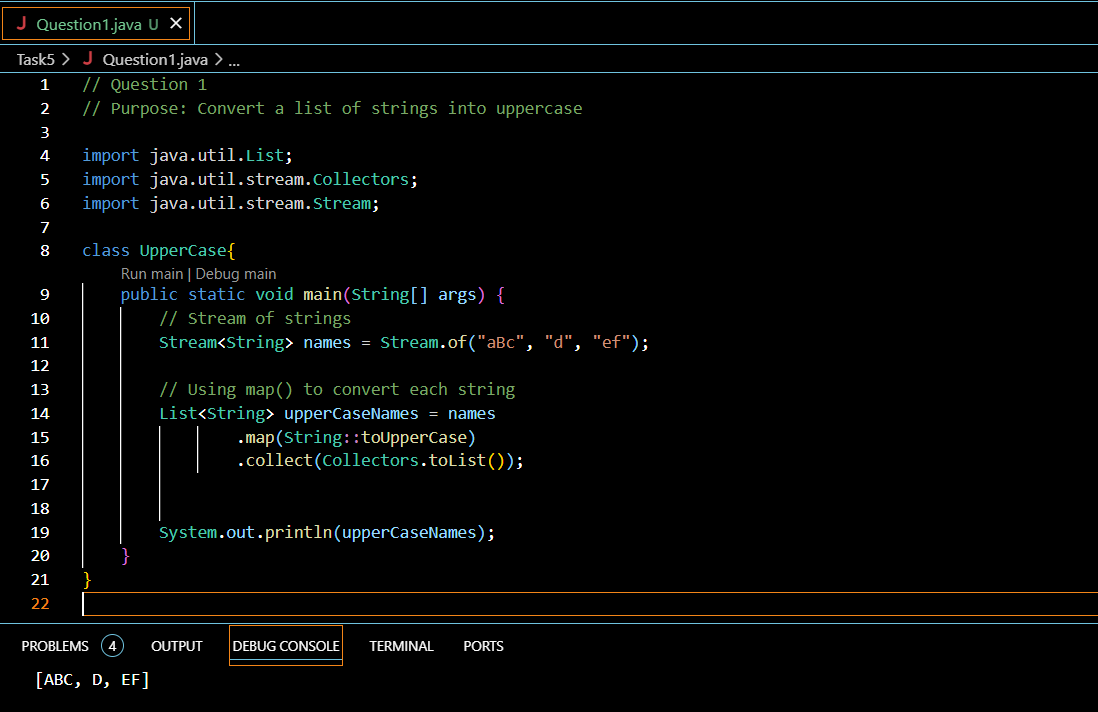 J Question1.java U ×
Task5 > J Question1.java > ...
1 // Question 1
2 // Purpose: Convert a list of strings into uppercase
3
4 import java.util.List;
5 import java.util.stream.Collectors;
6 import java.util.stream.Stream;
7
8 class UpperCase{
Run main | Debug main
9     public static void main(String[] args) {
10         // Stream of strings
11         Stream<String> names = Stream.of("aBc", "d", "ef");
12
13         // Using map() to convert each string
14         List<String> upperCaseNames = names
15                 .map(String::toUpperCase)
16                 .collect(Collectors.toList());
17
18
19         System.out.println(upperCaseNames);
20     }
21 }
22
PROBLEMS 4 OUTPUT DEBUG CONSOLE TERMINAL PORTS
[ABC, D, EF]